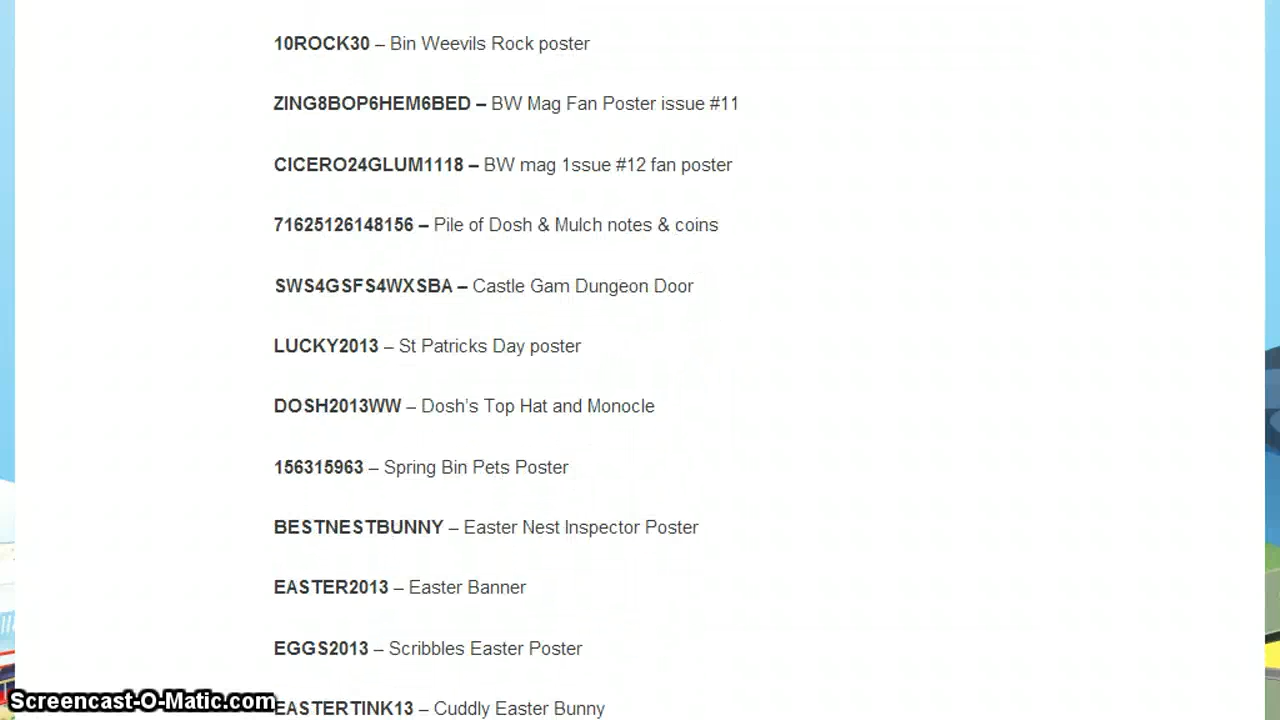 10ROCK30 – Bin Weevils Rock poster
ZING8BOP6HEM6BED – BW Mag Fan Poster issue #11
CICERO24GLUM1118 – BW mag 1ssue #12 fan poster
71625126148156 – Pile of Dosh & Mulch notes & coins
SWS4GSFS4WXSBA – Castle Gam Dungeon Door
LUCKY2013 – St Patricks Day poster
DOSH2013WW – Dosh's Top Hat and Monocle
156315963 – Spring Bin Pets Poster
BESTNESTBUNNY – Easter Nest Inspector Poster
EASTER2013 – Easter Banner
EGGS2013 – Scribbles Easter Poster
EASTERTINK13 – Cuddly Easter Bunny
Screencast-O-Matic.com